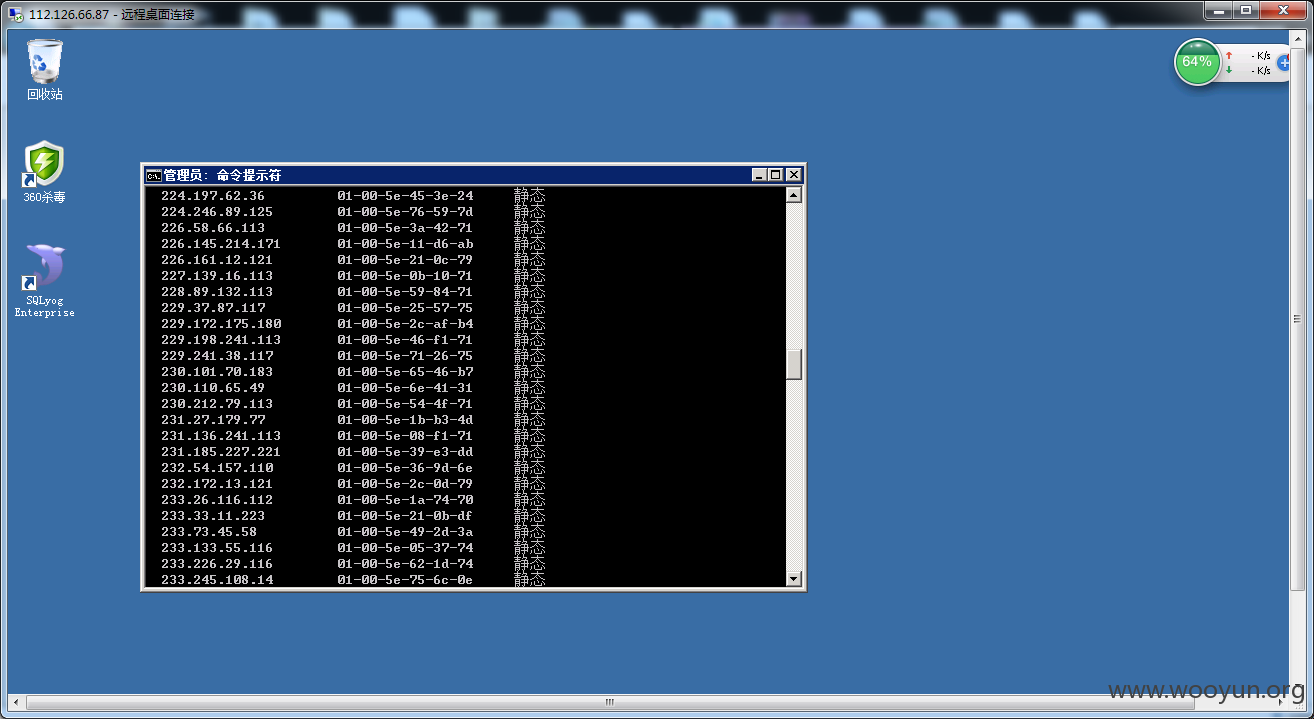 112.126.66.87 - 远程桌面连接
回收站
64%
- K/s
- K/s
360杀毒
SQLyog
Enterprise
管理员: 命令提示符
224.197.62.36 01-00-5e-45-3e-24 静态
224.246.89.125 01-00-5e-76-59-7d 静态
226.58.66.113 01-00-5e-3a-42-71 静态
226.145.214.171 01-00-5e-11-d6-ab 静态
226.161.12.121 01-00-5e-21-0c-79 静态
227.139.16.113 01-00-5e-0b-10-71 静态
228.89.132.113 01-00-5e-59-84-71 静态
229.37.87.117 01-00-5e-25-57-75 静态
229.172.175.180 01-00-5e-2c-af-b4 静态
229.198.241.113 01-00-5e-46-f1-71 静态
229.241.38.117 01-00-5e-71-26-75 静态
230.101.70.183 01-00-5e-65-46-b7 静态
230.110.65.49 01-00-5e-6e-41-31 静态
230.212.79.113 01-00-5e-54-4f-71 静态
231.27.179.77 01-00-5e-1b-b3-4d 静态
231.136.241.113 01-00-5e-08-f1-71 静态
231.185.227.221 01-00-5e-39-e3-dd 静态
232.54.157.110 01-00-5e-36-9d-6e 静态
232.172.13.121 01-00-5e-2c-0d-79 静态
233.26.116.112 01-00-5e-1a-74-70 静态
233.33.11.223 01-00-5e-21-0b-df 静态
233.73.45.58 01-00-5e-49-2d-3a 静态
233.133.55.116 01-00-5e-05-37-74 静态
233.226.29.116 01-00-5e-62-1d-74 静态
233.245.108.14 01-00-5e-75-6c-0e 静态
www.wooyun.org